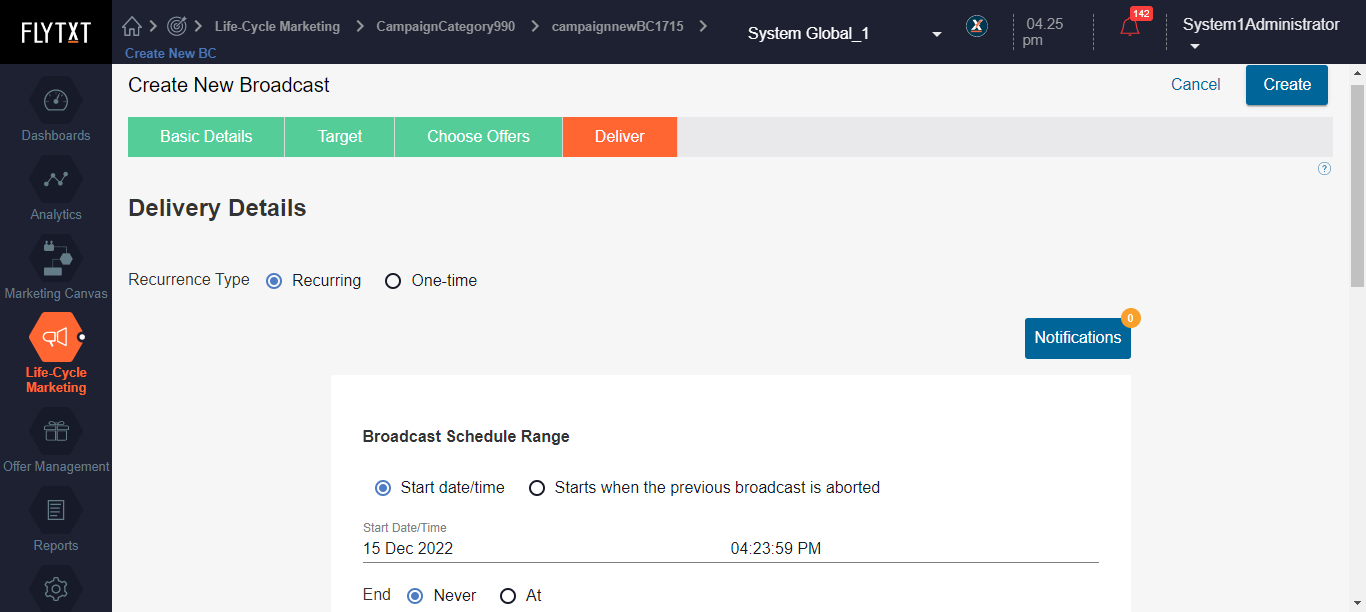 FLYTXT
Life-Cycle Marketing
CampaignCategory990
campaignnewBC1715
Create New BC
System Global_1
X
04.25
pm
142
System1Administrator
Dashboards
Analytics
Marketing Canvas
Life-Cycle
Marketing
Offer Management
Reports
Create New Broadcast
Cancel
Create
Basic Details
Target
Choose Offers
Deliver
?
Delivery Details
Recurrence Type
Recurring
One-time
0
Notifications
Broadcast Schedule Range
Start date/time
Starts when the previous broadcast is aborted
Start Date/Time
15 Dec 2022
04:23:59 PM
End
Never
At